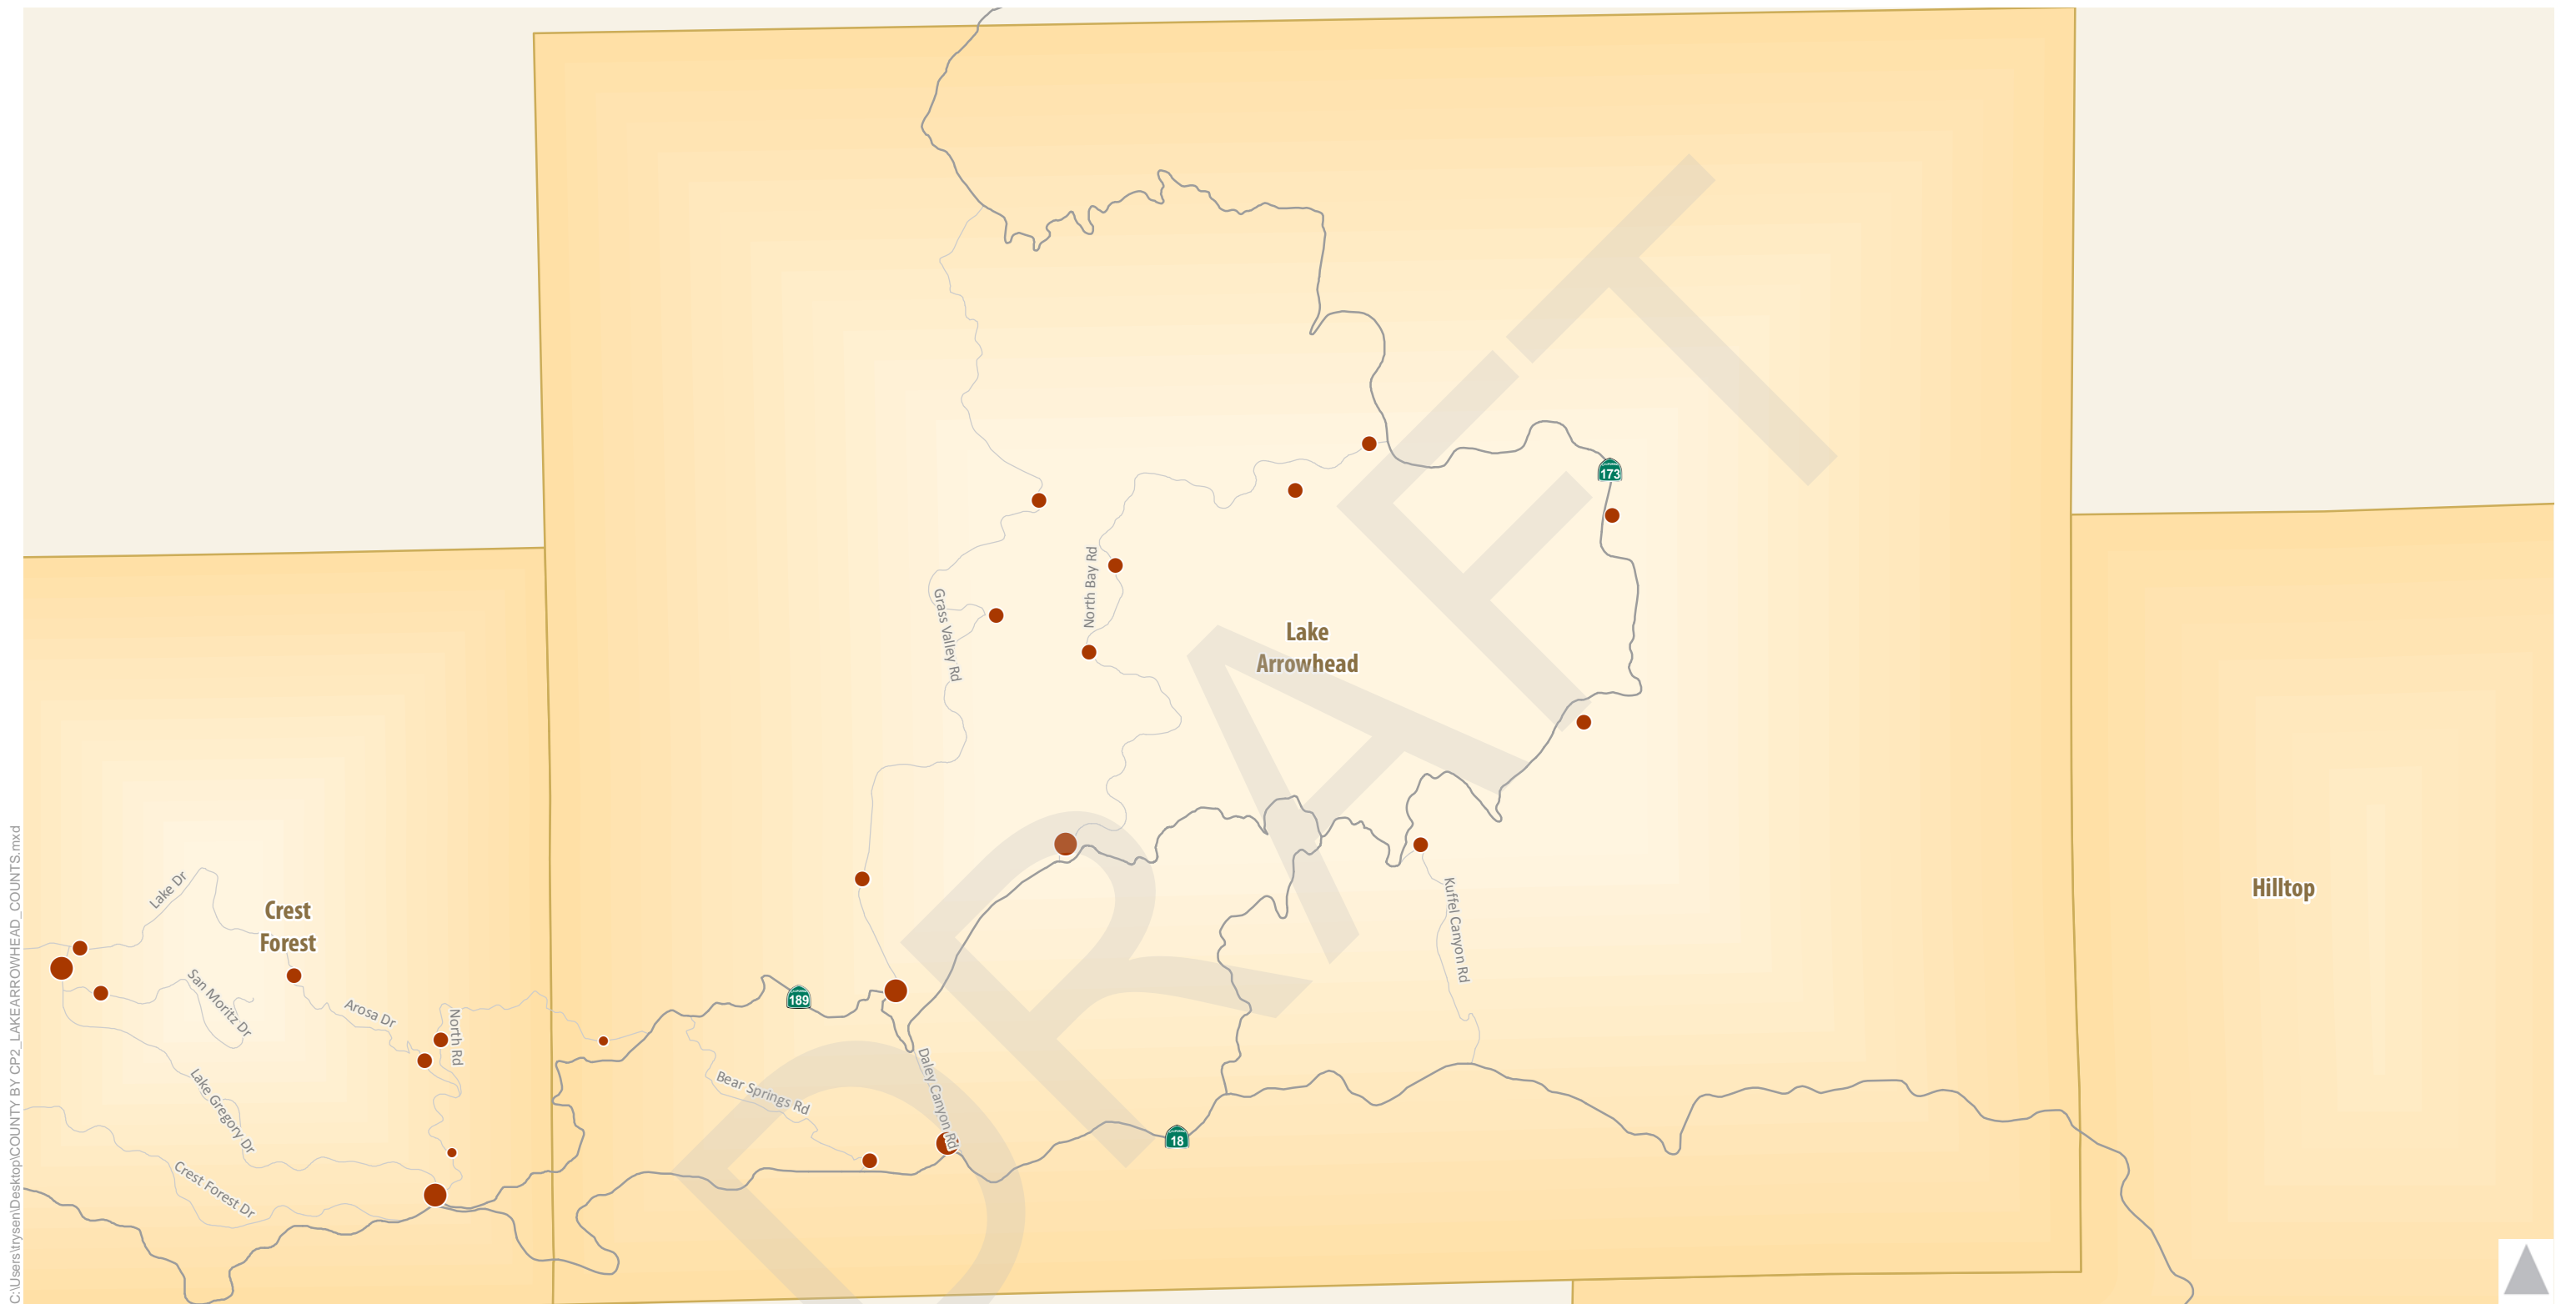 173
North Bay Rd
Grass Valley Rd
Lake
Arrowhead
Lake Dr
Crest
Forest
Kuffel Canyon Rd
Hilltop
San Moritz Dr
Arosa Dr
North Rd
189
Daley Canyon Rd
Bear Springs Rd
Lake Gregory Dr
18
Crest Forest Dr
DRAFT
C:\Users\trysen\Desktop\COUNTY BY CP2_LAKEARROWHEAD_COUNTS.mxd